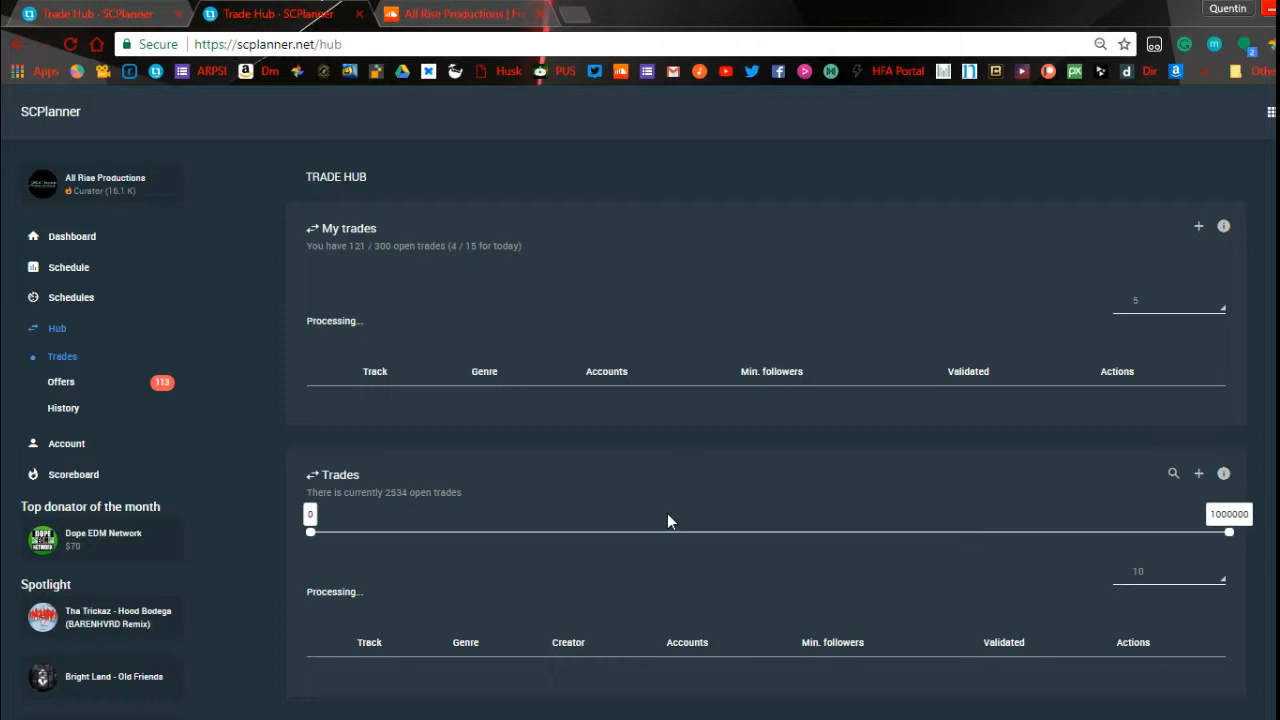 Trade Hub - SCPlanner
Trade Hub - SCPlanner
All Rise Productions | Fr
Quentin
Secure
https://scplanner.net/hub
2
Apps
ARPSI
Dm
Husk
PUS
HFA Portal
Dir
Othe
SCPlanner
All Rise Productions
Curator (16.1 K)
Dashboard
Schedule
Schedules
Hub
Trades
Offers
113
History
Account
Scoreboard
Top donator of the month
Dope EDM Network
$70
Spotlight
Tha Trickaz - Hood Bodega
(BARENHVRD Remix)
Bright Land - Old Friends
TRADE HUB
My trades
You have 121 / 300 open trades (4 / 15 for today)
5
Processing...
Track Genre Accounts Min. followers Validated Actions
Trades
There is currently 2534 open trades
0
1000000
10
Processing...
Track Genre Creator Accounts Min. followers Validated Actions